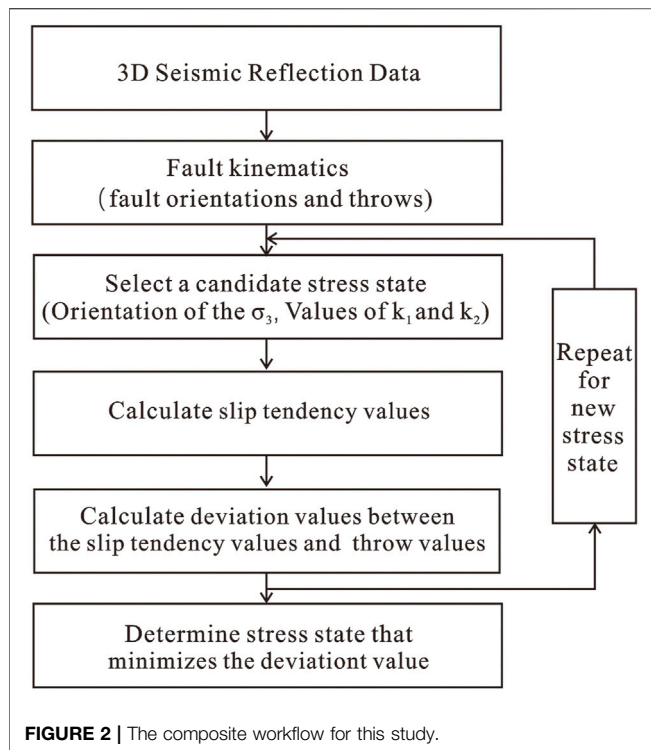 3D Seismic Reflection Data
Fault kinematics
(fault orientations and throws)
Select a candidate stress state
(Orientation of the σ₃, Values of k₁ and k₂)
Calculate slip tendency values
Calculate deviation values between
the slip tendency values and throw values
Determine stress state that
minimizes the deviationt value
Repeat
for
new
stress
state
FIGURE 2 | The composite workflow for this study.